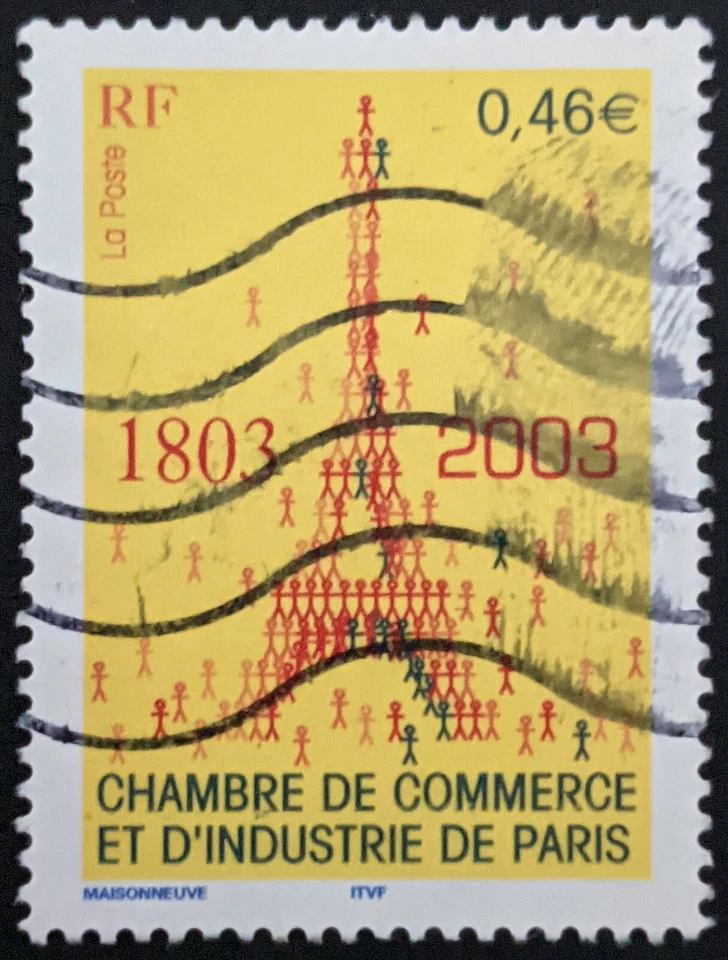 RF
0,46€
La Poste
1803 2003
CHAMBRE DE COMMERCE
ET D'INDUSTRIE DE PARIS
MAISONNEUVE ITVF